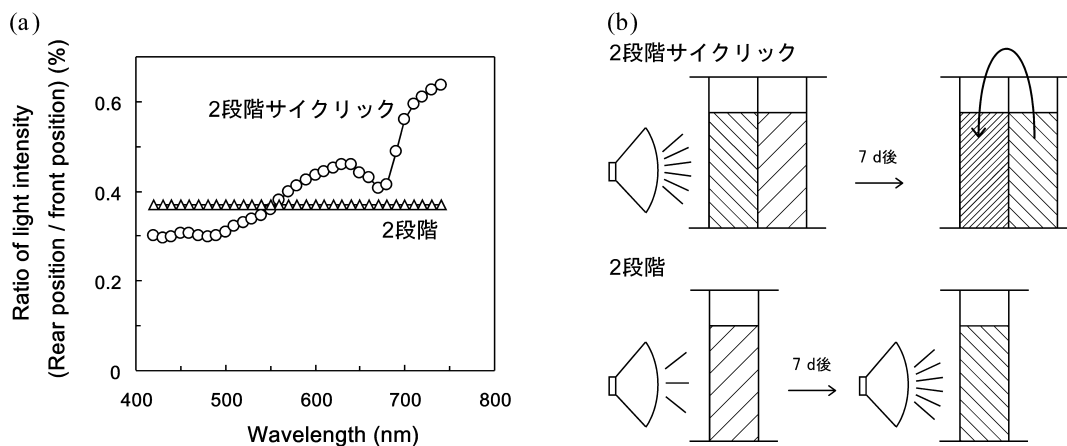 (a)
0.6
0.4
0.2
0
400
500
600
700
800
Wavelength (nm)
Ratio of light intensity
(Rear position / front position) (%)
2段階サイクリック
2段階
(b)
2段階サイクリック
7 d後
2段階
7 d後